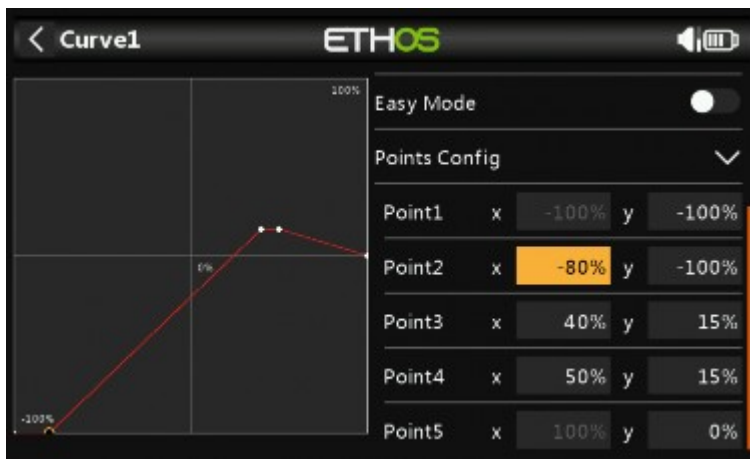 Curve1
ETHOS
100%
0%
-100%
Easy Mode
Points Config
Point1 x -100% y -100%
Point2 x -80% y -100%
Point3 x 40% y 15%
Point4 x 50% y 15%
Point5 x 100% y 0%